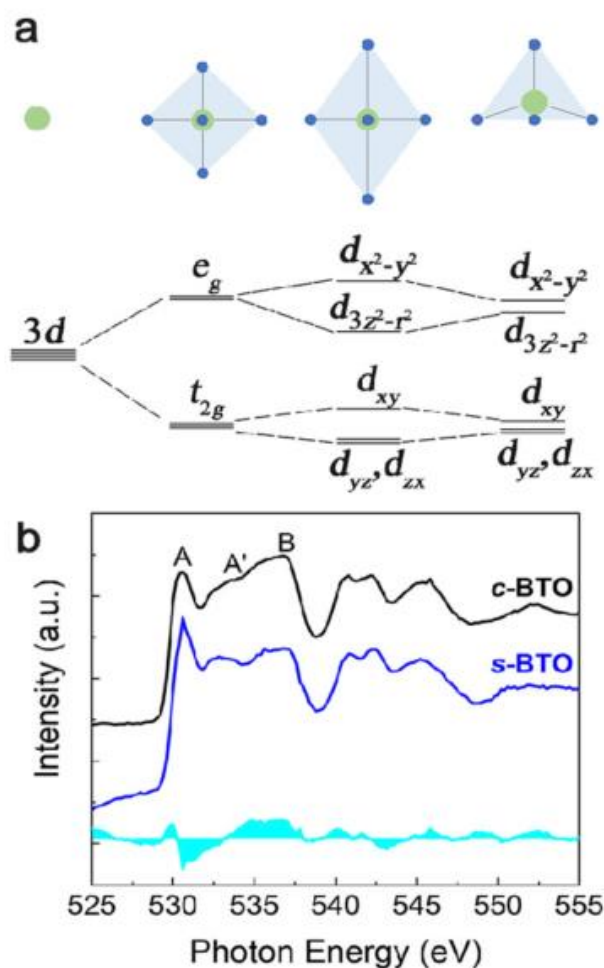 a
3d
e_g
t_2g
d_x²-y²
d_3z²-r²
d_xy
d_yz, d_zx
d_x²-y²
d_3z²-r²
d_xy
d_yz, d_zx
b
A
A'
B
c-BTO
s-BTO
Intensity (a.u.)
525 530 535 540 545 550 555
Photon Energy (eV)